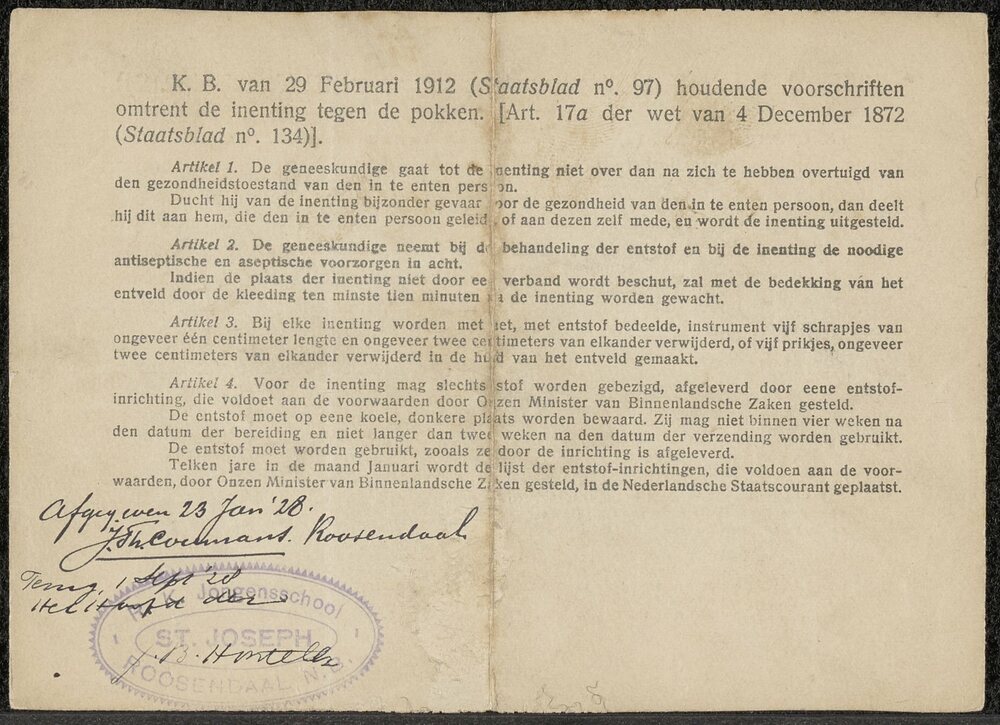 K. B. van 29 Februari 1912 (Staatsblad nº. 97) houdende voorschriften
omtrent de inenting tegen de pokken. [Art. 17a der wet van 4 December 1872
(Staatsblad nº. 134)].
Artikel 1. De geneeskundige gaat tot de inenting niet over dan na zich te hebben overtuigd van
den gezondheidstoestand van den in te enten persoon.
Ducht hij van de inenting bijzonder gevaar voor de gezondheid van den in te enten persoon, dan deelt
hij dit aan hem, die den in te enten persoon geleid, of aan dezen zelf mede, en wordt de inenting uitgesteld.
Artikel 2. De geneeskundige neemt bij de behandeling der entstof en bij de inenting de noodige
antiseptische en aseptische voorzorgen in acht.
Indien de plaats der inenting niet door een verband wordt beschut, zal met de bedekking van het
entveld door de kleeding ten minste tien minuten na de inenting worden gewacht.
Artikel 3. Bij elke inenting worden met het, met entstof bedeelde, instrument vijf schrapjes van
ongeveer één centimeter lengte en ongeveer twee centimeters van elkander verwijderd, of vijf prikjes, ongeveer
twee centimeters van elkander verwijderd in de huid van het entveld gemaakt.
Artikel 4. Voor de inenting mag slechts stof worden gebezigd, afgeleverd door eene entstof-
inrichting, die voldoet aan de voorwaarden door Onzen Minister van Binnenlandsche Zaken gesteld.
De entstof moet op eene koele, donkere plaats worden bewaard. Zij mag niet binnen vier weken na
den datum der bereiding en niet langer dan twee weken na den datum der verzending worden gebruikt.
De entstof moet worden gebruikt, zooals ze door de inrichting is afgeleverd.
Telken jare in de maand Januari wordt de lijst der entstof-inrichtingen, die voldoen aan de voor-
waarden, door Onzen Minister van Binnenlandsche Zaken gesteld, in de Nederlandsche Staatscourant geplaatst.
Afgegeven 23 Jan '28.
J.Th.Coumans. Roosendaal
Terug, 1 Sept '28
Het Hoofd der
R. K. Jongensschool
ST. JOSEPH
ROOSENDAAL N.B.